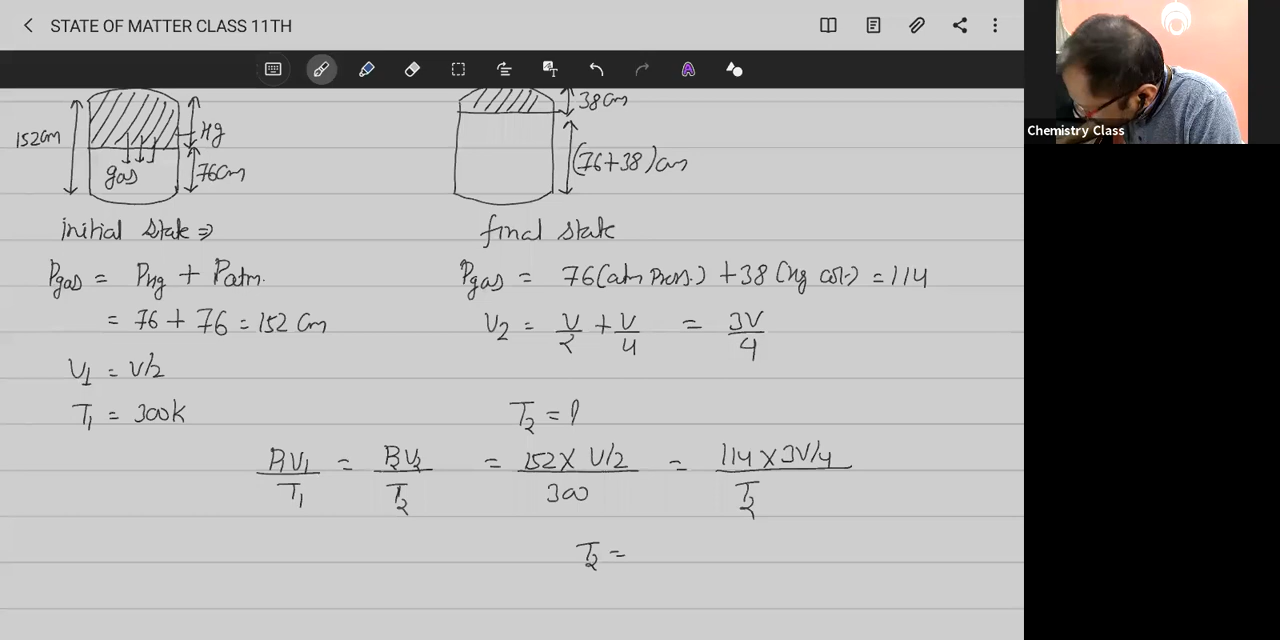 STATE OF MATTER CLASS 11TH
Chemistry Class
152cm
Hg
gas
76cm
38cm
(76+38)cm
initial state ⇒
final state
Pgas = PHg + Patm.
= 76 + 76 = 152 cm
V1 = V/2
T1 = 300K
Pgas = 76 (atm press.) + 38 (Hg col.) = 114
V2 = V/2 + V/4 = 3V/4
T2 = ?
P1V1/T1 = P2V2/T2 = 152 × V/2 / 300 = 114 × 3V/4 / T2
T2 =